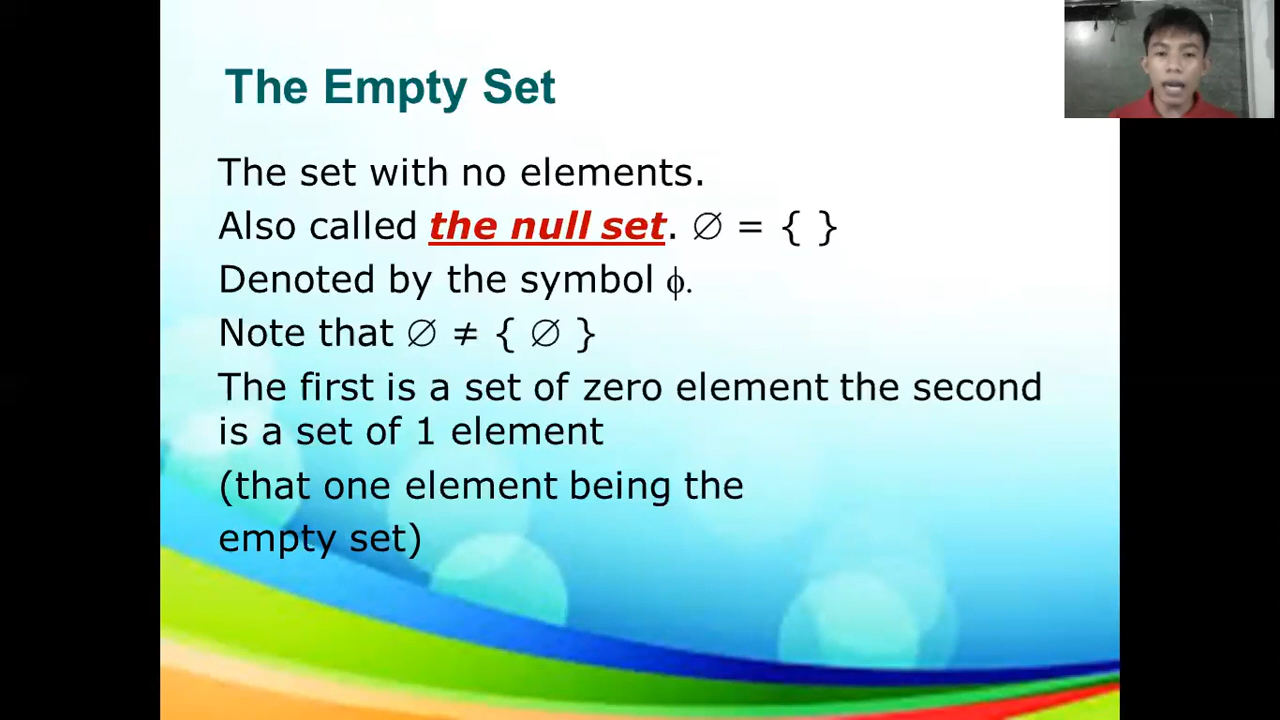 The Empty Set
The set with no elements.
Also called the null set. ∅ = { }
Denoted by the symbol ϕ.
Note that ∅ ≠ { ∅ }
The first is a set of zero element the second
is a set of 1 element
(that one element being the
empty set)